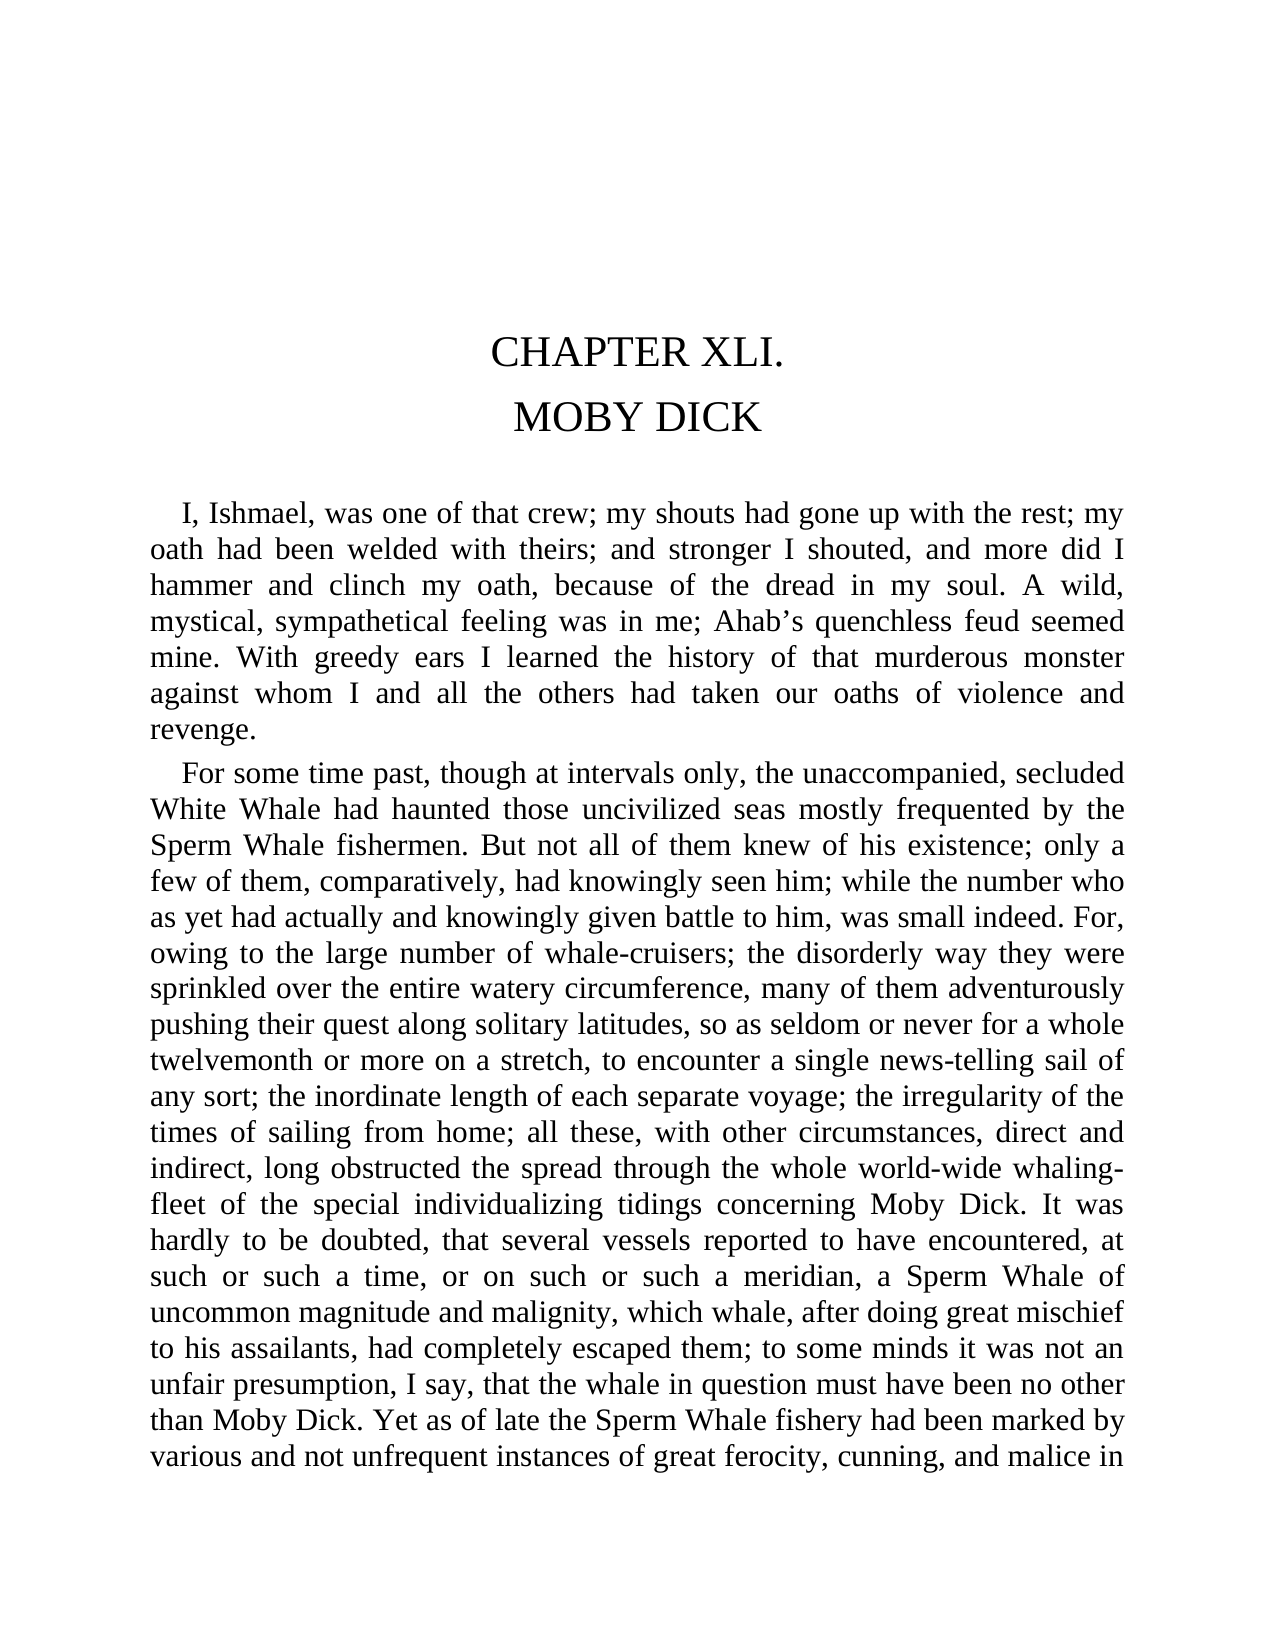 CHAPTER XLI.
MOBY DICK
I, Ishmael, was one of that crew; my shouts had gone up with the rest; my
oath had been welded with theirs; and stronger I shouted, and more did I
hammer and clinch my oath, because of the dread in my soul. A wild,
mystical, sympathetical feeling was in me; Ahab’s quenchless feud seemed
mine. With greedy ears I learned the history of that murderous monster
against whom I and all the others had taken our oaths of violence and
revenge.
For some time past, though at intervals only, the unaccompanied, secluded
White Whale had haunted those uncivilized seas mostly frequented by the
Sperm Whale fishermen. But not all of them knew of his existence; only a
few of them, comparatively, had knowingly seen him; while the number who
as yet had actually and knowingly given battle to him, was small indeed. For,
owing to the large number of whale-cruisers; the disorderly way they were
sprinkled over the entire watery circumference, many of them adventurously
pushing their quest along solitary latitudes, so as seldom or never for a whole
twelvemonth or more on a stretch, to encounter a single news-telling sail of
any sort; the inordinate length of each separate voyage; the irregularity of the
times of sailing from home; all these, with other circumstances, direct and
indirect, long obstructed the spread through the whole world-wide whaling-
fleet of the special individualizing tidings concerning Moby Dick. It was
hardly to be doubted, that several vessels reported to have encountered, at
such or such a time, or on such or such a meridian, a Sperm Whale of
uncommon magnitude and malignity, which whale, after doing great mischief
to his assailants, had completely escaped them; to some minds it was not an
unfair presumption, I say, that the whale in question must have been no other
than Moby Dick. Yet as of late the Sperm Whale fishery had been marked by
various and not unfrequent instances of great ferocity, cunning, and malice in